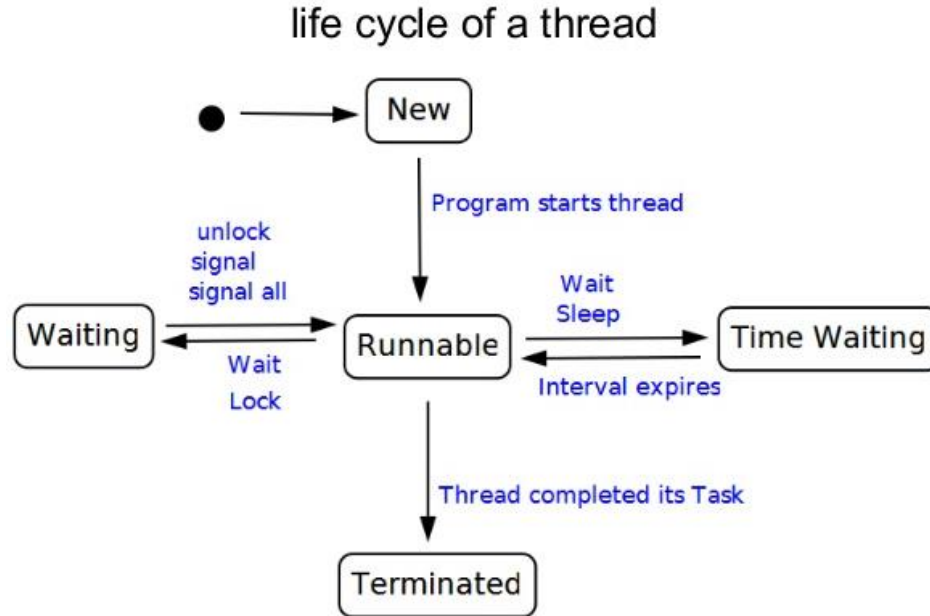 life cycle of a thread
New
Program starts thread
unlock
signal
signal all
Wait
Sleep
Waiting
Runnable
Time Waiting
Wait
Lock
Interval expires
Thread completed its Task
Terminated